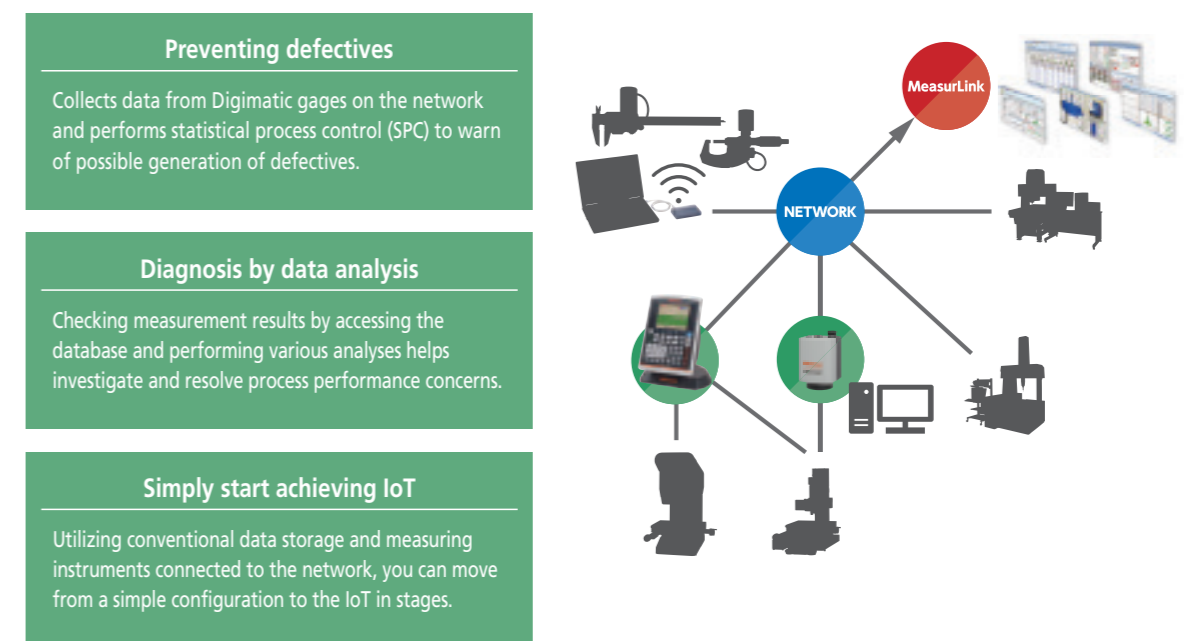 Preventing defectives
Collects data from Digimatic gages on the network
and performs statistical process control (SPC) to warn
of possible generation of defectives.
Diagnosis by data analysis
Checking measurement results by accessing the
database and performing various analyses helps
investigate and resolve process performance concerns.
Simply start achieving IoT
Utilizing conventional data storage and measuring
instruments connected to the network, you can move
from a simple configuration to the IoT in stages.
MeasurLink
NETWORK